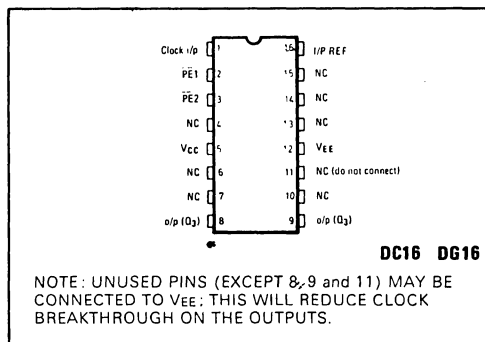 Clock i/p 1 16 I/P REF
PE1 2 15 NC
PE2 3 14 NC
NC 4 13 NC
VCC 5 12 VEE
NC 6 11 NC (do not connect)
NC 7 10 NC
o/p (Q3) 8 9 o/p (Q3)
DC16 DG16
NOTE: UNUSED PINS (EXCEPT 8, 9 and 11) MAY BE
CONNECTED TO VEE; THIS WILL REDUCE CLOCK
BREAKTHROUGH ON THE OUTPUTS.